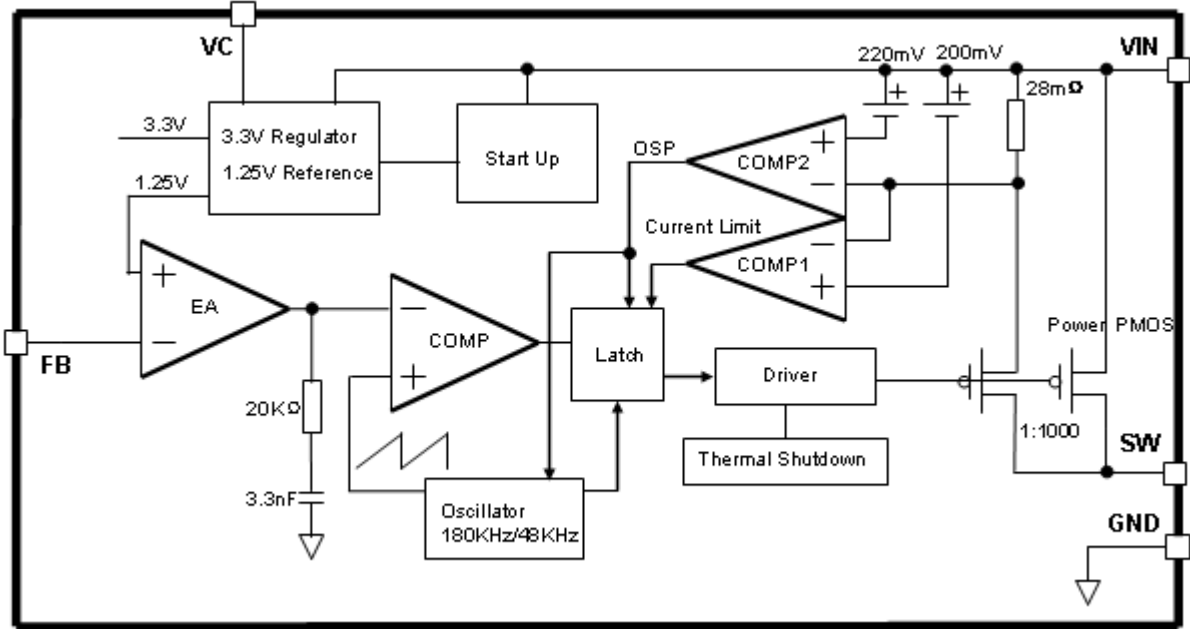 VC
VIN
220mV
200mV
28mΩ
3.3V
3.3V Regulator
1.25V Reference
1.25V
Start Up
OSP
COMP2
+
−
Current Limit
COMP1
−
+
EA
+
−
FB
COMP
−
+
Latch
Driver
Thermal Shutdown
Power PMOS
1:1000
SW
GND
20KΩ
3.3nF
Oscillator
180KHz/48KHz
+
+